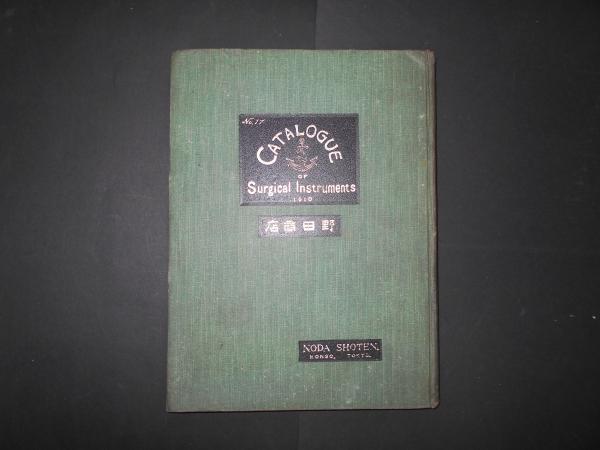 No. 17
CATALOGUE
OF
Surgical Instruments
1910
店商田野
NODA SHOTEN,
HONGO, TOKYO.